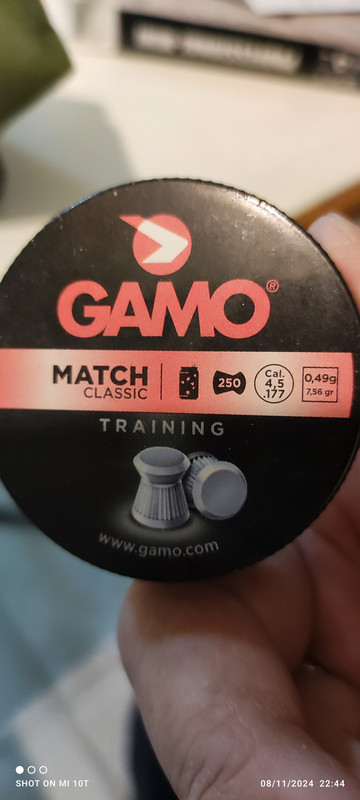 GAMO®
MATCH
CLASSIC
250
Cal.
4,5
.177
0,49g
7,56 gr
TRAINING
www.gamo.com
SHOT ON MI 10T
08/11/2024 22:44